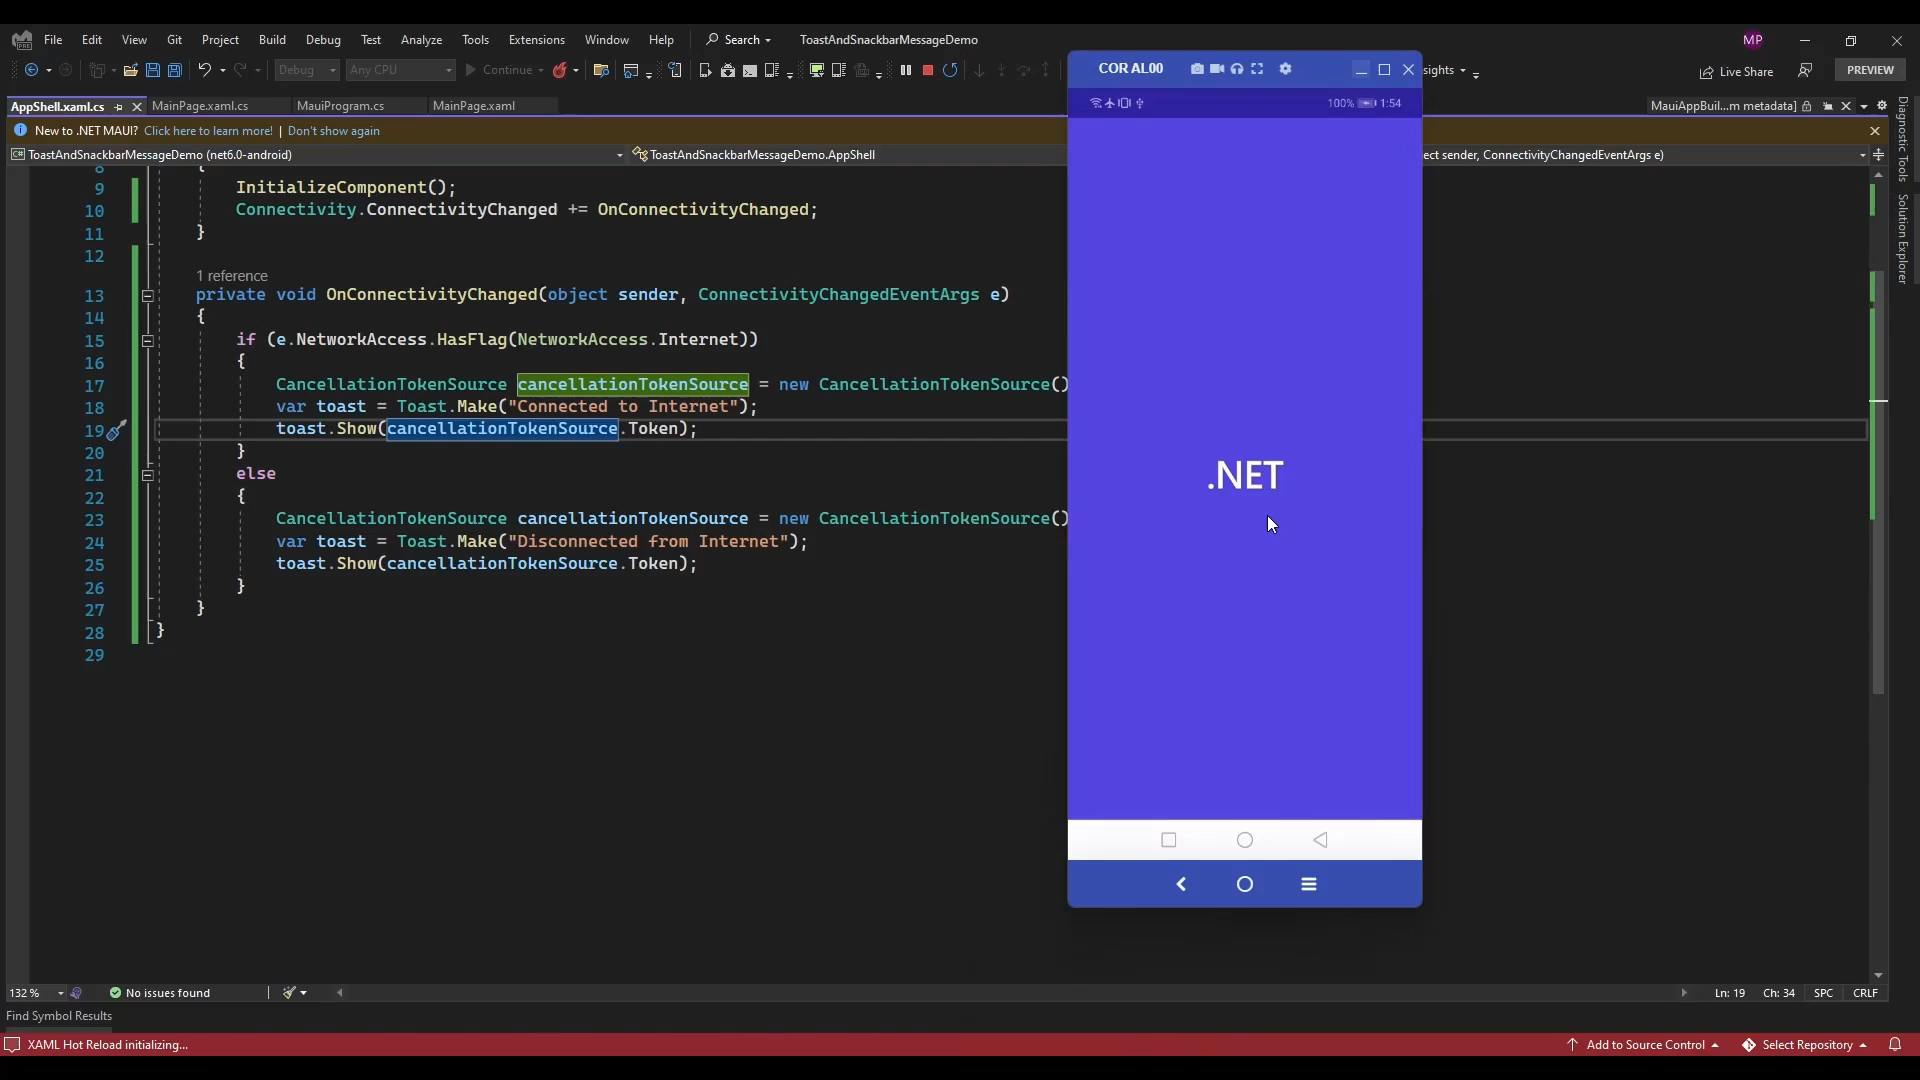 File Edit View Git Project Build Debug Test Analyze Tools Extensions Window Help Search ToastAndSnackbarMessageDemo MP
Debug Any CPU Continue sights Live Share PREVIEW
AppShell.xaml.cs MainPage.xaml.cs MauiProgram.cs MainPage.xaml MauiAppBuil...m metadata]
New to .NET MAUI? Click here to learn more! | Don't show again
ToastAndSnackbarMessageDemo (net6.0-android) ToastAndSnackbarMessageDemo.AppShell ect sender, ConnectivityChangedEventArgs e)
8 {
9 InitializeComponent();
10 Connectivity.ConnectivityChanged += OnConnectivityChanged;
11 }
12
1 reference
13 private void OnConnectivityChanged(object sender, ConnectivityChangedEventArgs e)
14 {
15 if (e.NetworkAccess.HasFlag(NetworkAccess.Internet))
16 {
17 CancellationTokenSource cancellationTokenSource = new CancellationTokenSource()
18 var toast = Toast.Make("Connected to Internet");
19 toast.Show(cancellationTokenSource.Token);
20 }
21 else
22 {
23 CancellationTokenSource cancellationTokenSource = new CancellationTokenSource()
24 var toast = Toast.Make("Disconnected from Internet");
25 toast.Show(cancellationTokenSource.Token);
26 }
27 }
28 }
29
COR AL00
100% 1:54
.NET
Diagnostic Tools
Solution Explorer
132 % No issues found Ln: 19 Ch: 34 SPC CRLF
Find Symbol Results
XAML Hot Reload initializing... Add to Source Control Select Repository